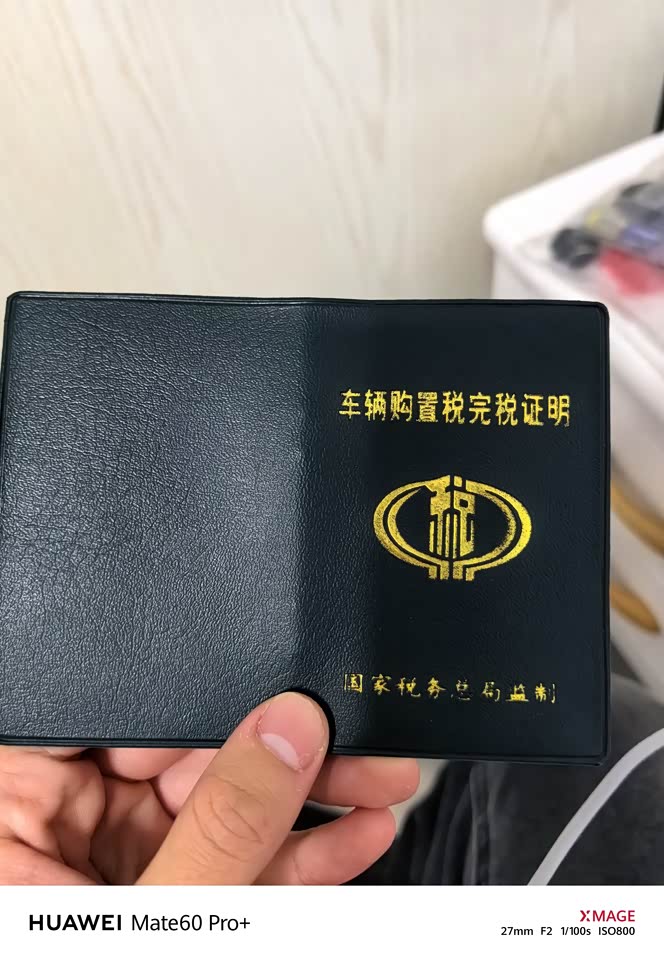 车辆购置税完税证明
税
国家税务总局监制
HUAWEI Mate60 Pro+
XMAGE
27mm F2 1/100s ISO800